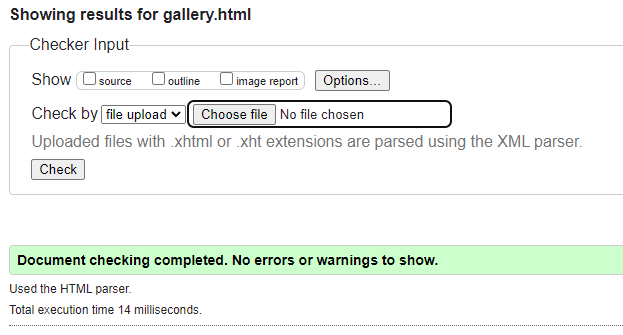 Showing results for gallery.html
Checker Input
Show source outline image report Options...
Check by file upload Choose file No file chosen
Uploaded files with .xhtml or .xht extensions are parsed using the XML parser.
Check
Document checking completed. No errors or warnings to show.
Used the HTML parser.
Total execution time 14 milliseconds.